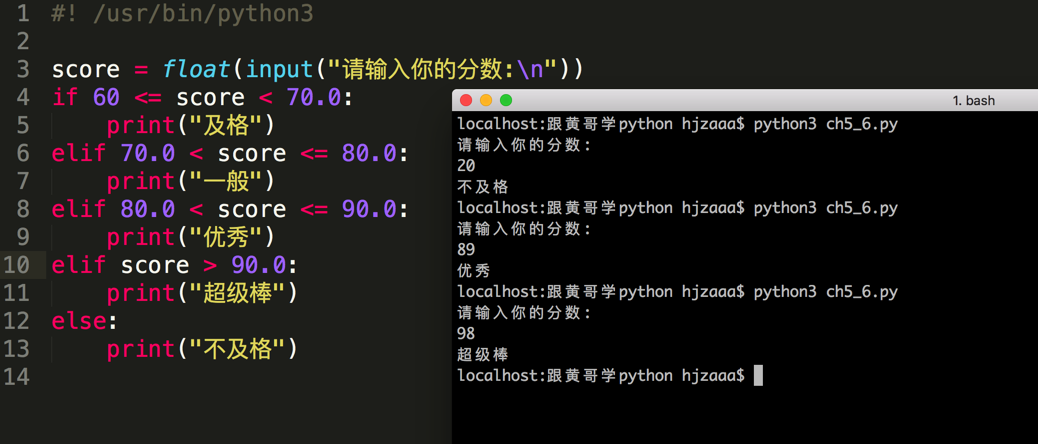 1 #! /usr/bin/python3
2
3 score = float(input("请输入你的分数:\n"))
4 if 60 <= score < 70.0:
5     print("及格")
6 elif 70.0 < score <= 80.0:
7     print("一般")
8 elif 80.0 < score <= 90.0:
9     print("优秀")
10 elif score > 90.0:
11     print("超级棒")
12 else:
13     print("不及格")
14
1. bash
localhost:跟黄哥学python hjzaaa$ python3 ch5_6.py
请输入你的分数:
20
不及格
localhost:跟黄哥学python hjzaaa$ python3 ch5_6.py
请输入你的分数:
89
优秀
localhost:跟黄哥学python hjzaaa$ python3 ch5_6.py
请输入你的分数:
98
超级棒
localhost:跟黄哥学python hjzaaa$